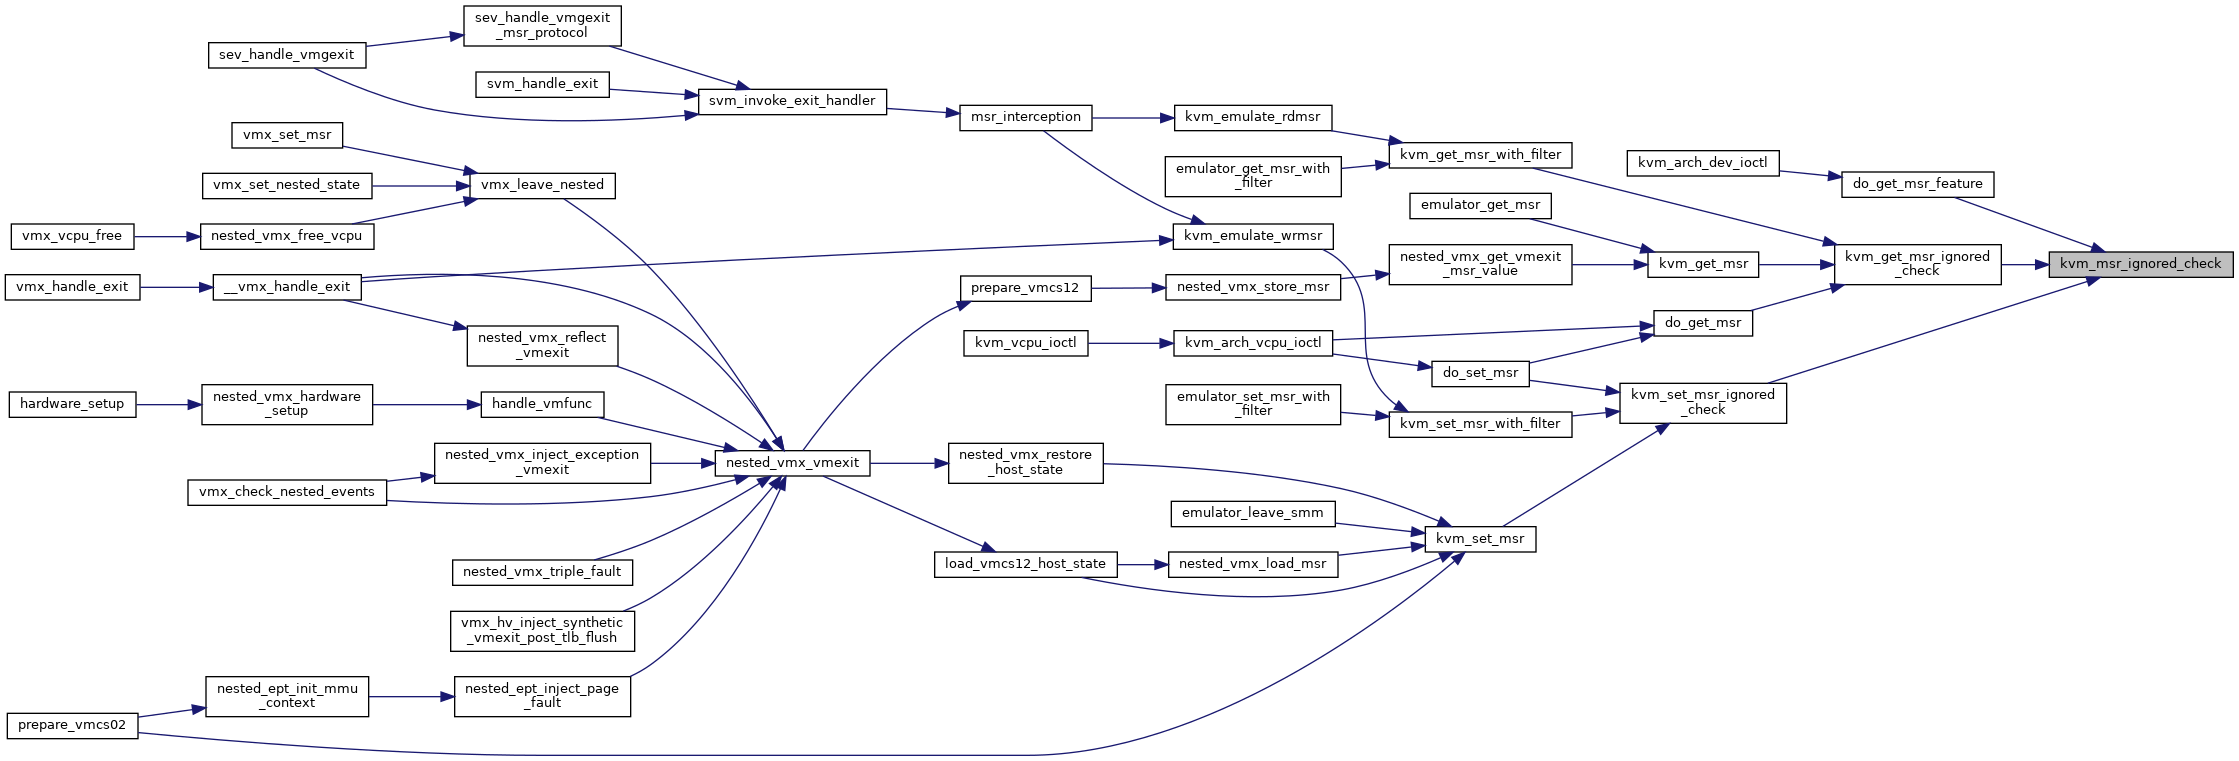 sev_handle_vmgexit
_msr_protocol
sev_handle_vmgexit
svm_handle_exit
svm_invoke_exit_handler
msr_interception
kvm_emulate_rdmsr
vmx_set_msr
kvm_get_msr_with_filter
kvm_arch_dev_ioctl
emulator_get_msr_with
_filter
do_get_msr_feature
vmx_set_nested_state
vmx_leave_nested
emulator_get_msr
vmx_vcpu_free
nested_vmx_free_vcpu
kvm_emulate_wrmsr
nested_vmx_get_vmexit
_msr_value
kvm_get_msr
kvm_get_msr_ignored
_check
kvm_msr_ignored_check
vmx_handle_exit
__vmx_handle_exit
prepare_vmcs12
nested_vmx_store_msr
do_get_msr
nested_vmx_reflect
_vmexit
kvm_vcpu_ioctl
kvm_arch_vcpu_ioctl
do_set_msr
hardware_setup
nested_vmx_hardware
_setup
handle_vmfunc
emulator_set_msr_with
_filter
kvm_set_msr_with_filter
kvm_set_msr_ignored
_check
nested_vmx_inject_exception
_vmexit
nested_vmx_vmexit
nested_vmx_restore
_host_state
vmx_check_nested_events
emulator_leave_smm
kvm_set_msr
nested_vmx_triple_fault
load_vmcs12_host_state
nested_vmx_load_msr
vmx_hv_inject_synthetic
_vmexit_post_tlb_flush
nested_ept_init_mmu
_context
nested_ept_inject_page
_fault
prepare_vmcs02